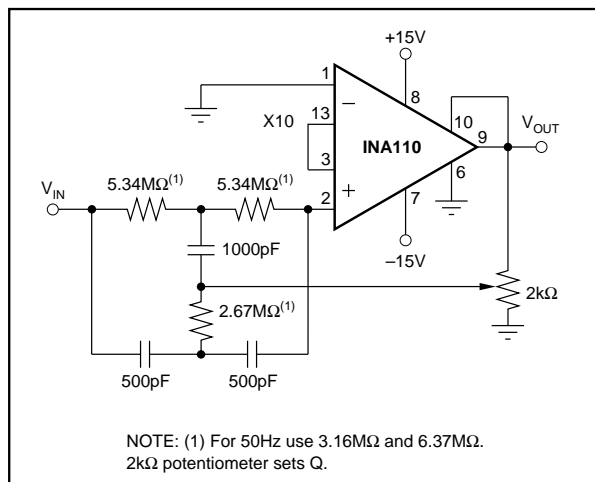 +15V
1
8
13
X10
10
V_OUT
9
INA110
3
6
V_IN
5.34MΩ(1)
5.34MΩ(1)
2
7
1000pF
–15V
2kΩ
2.67MΩ(1)
500pF
500pF
NOTE: (1) For 50Hz use 3.16MΩ and 6.37MΩ.
2kΩ potentiometer sets Q.